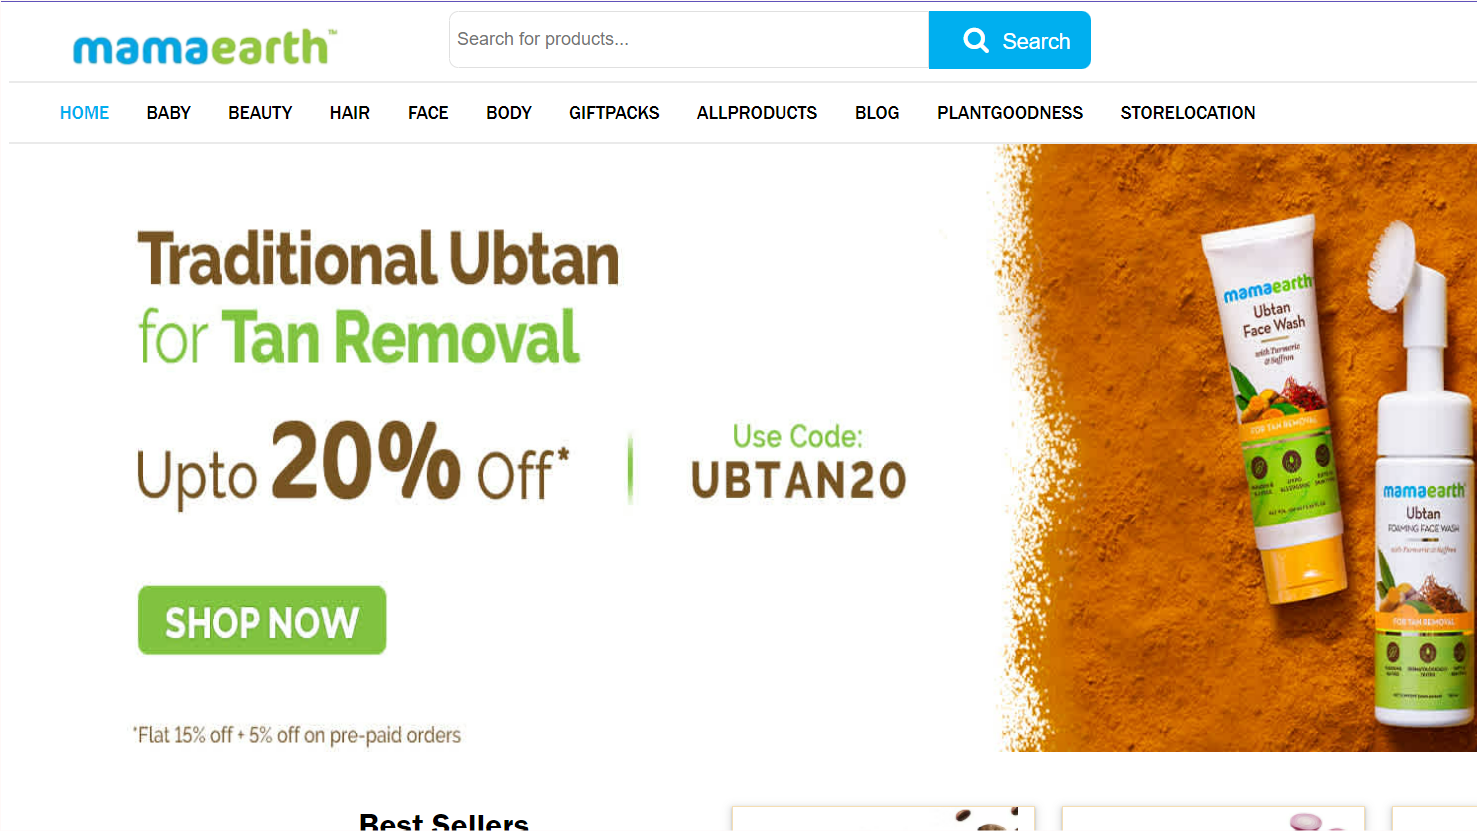 mamaearth™
Search for products...
Search
HOME BABY BEAUTY HAIR FACE BODY GIFTPACKS ALLPRODUCTS BLOG PLANTGOODNESS STORELOCATION
Traditional Ubtan
for Tan Removal
Upto 20% Off*
Use Code:
UBTAN20
SHOP NOW
*Flat 15% off + 5% off on pre-paid orders
mamaearth
Ubtan
Face Wash
with Turmeric
& Saffron
FOR TAN REMOVAL
mamaearth
Ubtan
FOAMING FACE WASH
with Turmeric & Saffron
FOR TAN REMOVAL
Best Sellers